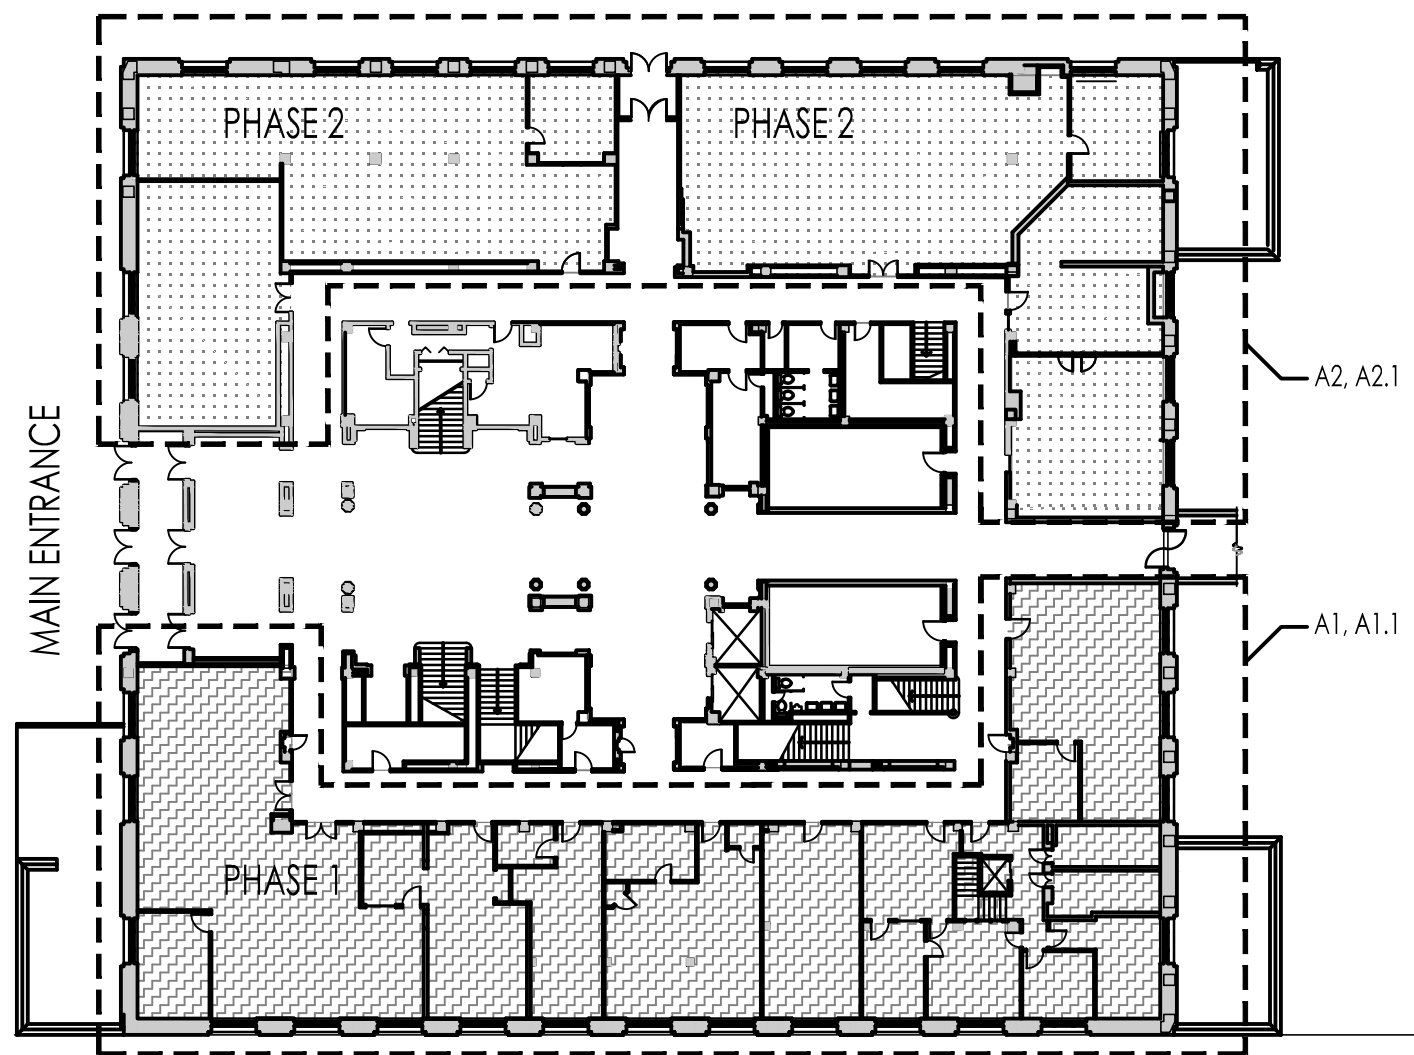 PHASE 2
PHASE 2
A2, A2.1
MAIN ENTRANCE
A1, A1.1
PHASE 1